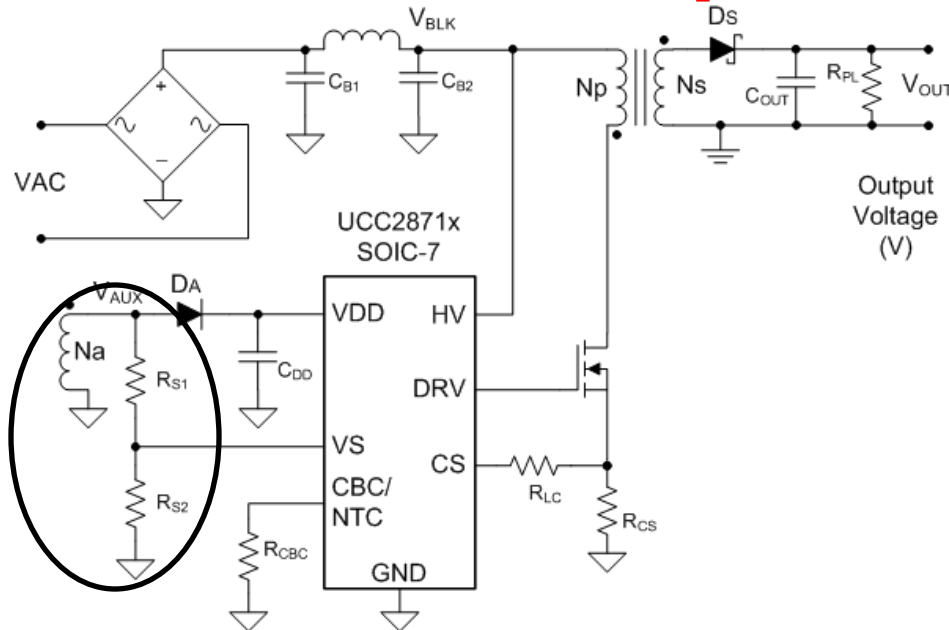 VBLK
DS
CB1
CB2
Np
Ns
COUT
RPL
VOUT
VAC
Output
Voltage
(V)
UCC2871x
SOIC-7
VAUX
DA
VDD
HV
Na
RS1
CDD
DRV
VS
CS
RLC
RS2
CBC/
NTC
RCBC
RCS
GND